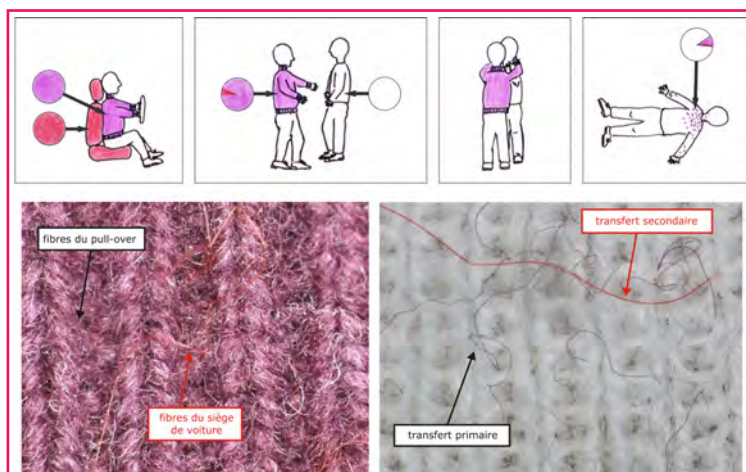 fibres du pull-over
transfert secondaire
fibres du siège
de voiture
transfert primaire